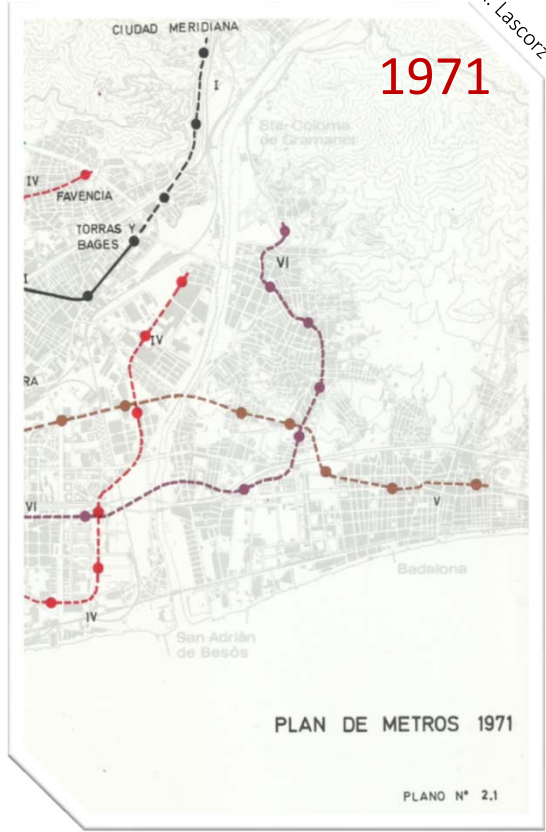 . Lascorz
1971
CIUDAD MERIDIANA
I
Sta. Coloma
de Gramanet
IV
FAVENCIA
TORRAS Y
BAGES
VI
I
IV
RA
VI
V
Badalona
IV
San Adrián
de Besós
PLAN DE METROS 1971
PLANO N° 2.1